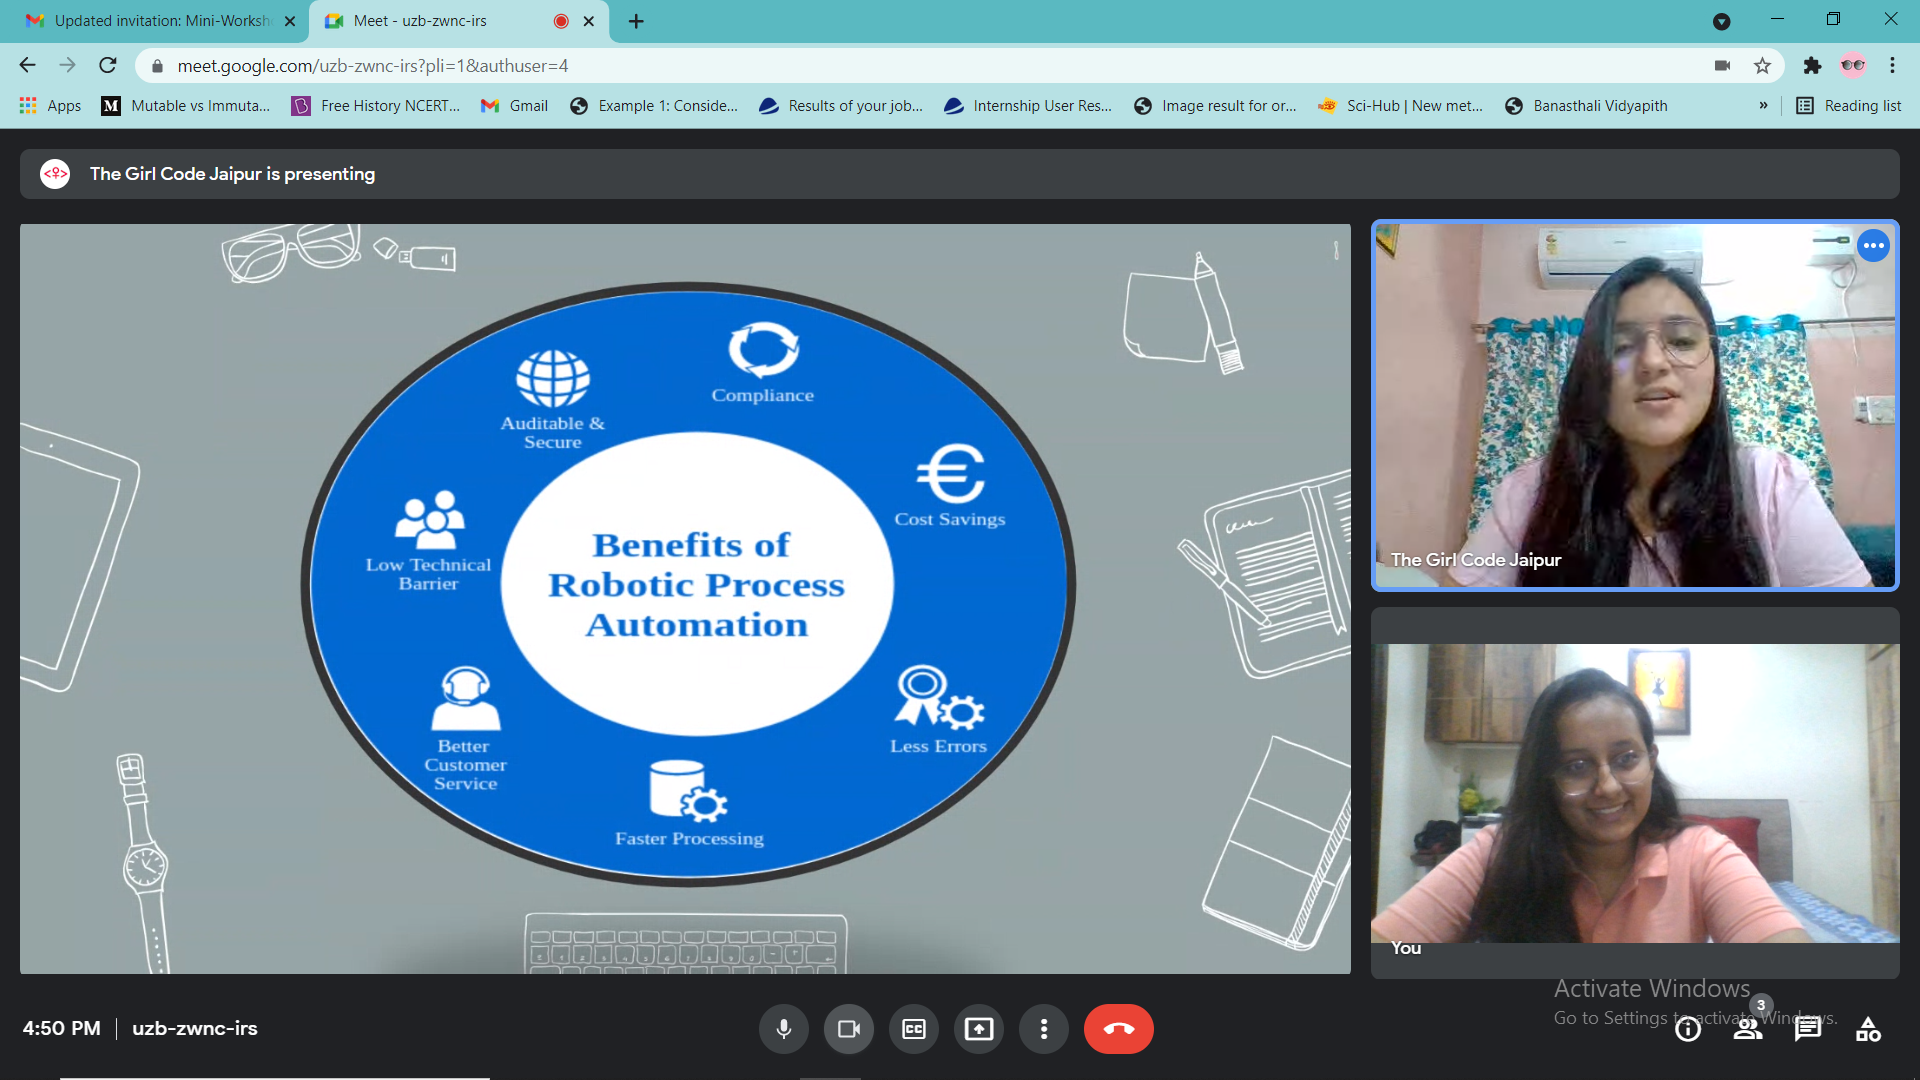 Updated invitation: Mini-Worksh
Meet - uzb-zwnc-irs
meet.google.com/uzb-zwnc-irs?pli=1&authuser=4
Apps
M Mutable vs Immuta...
Free History NCERT...
Gmail
Example 1: Conside...
Results of your job...
Internship User Res...
Image result for or...
Sci-Hub | New met...
Banasthali Vidyapith
»
Reading list
The Girl Code Jaipur is presenting
Compliance
Auditable &
Secure
Cost Savings
Low Technical
Barrier
Benefits of
Robotic Process
Automation
Less Errors
Better
Customer
Service
Faster Processing
The Girl Code Jaipur
You
Activate Windows
Go to Settings to activate Windows.
4:50 PM | uzb-zwnc-irs
CC
3